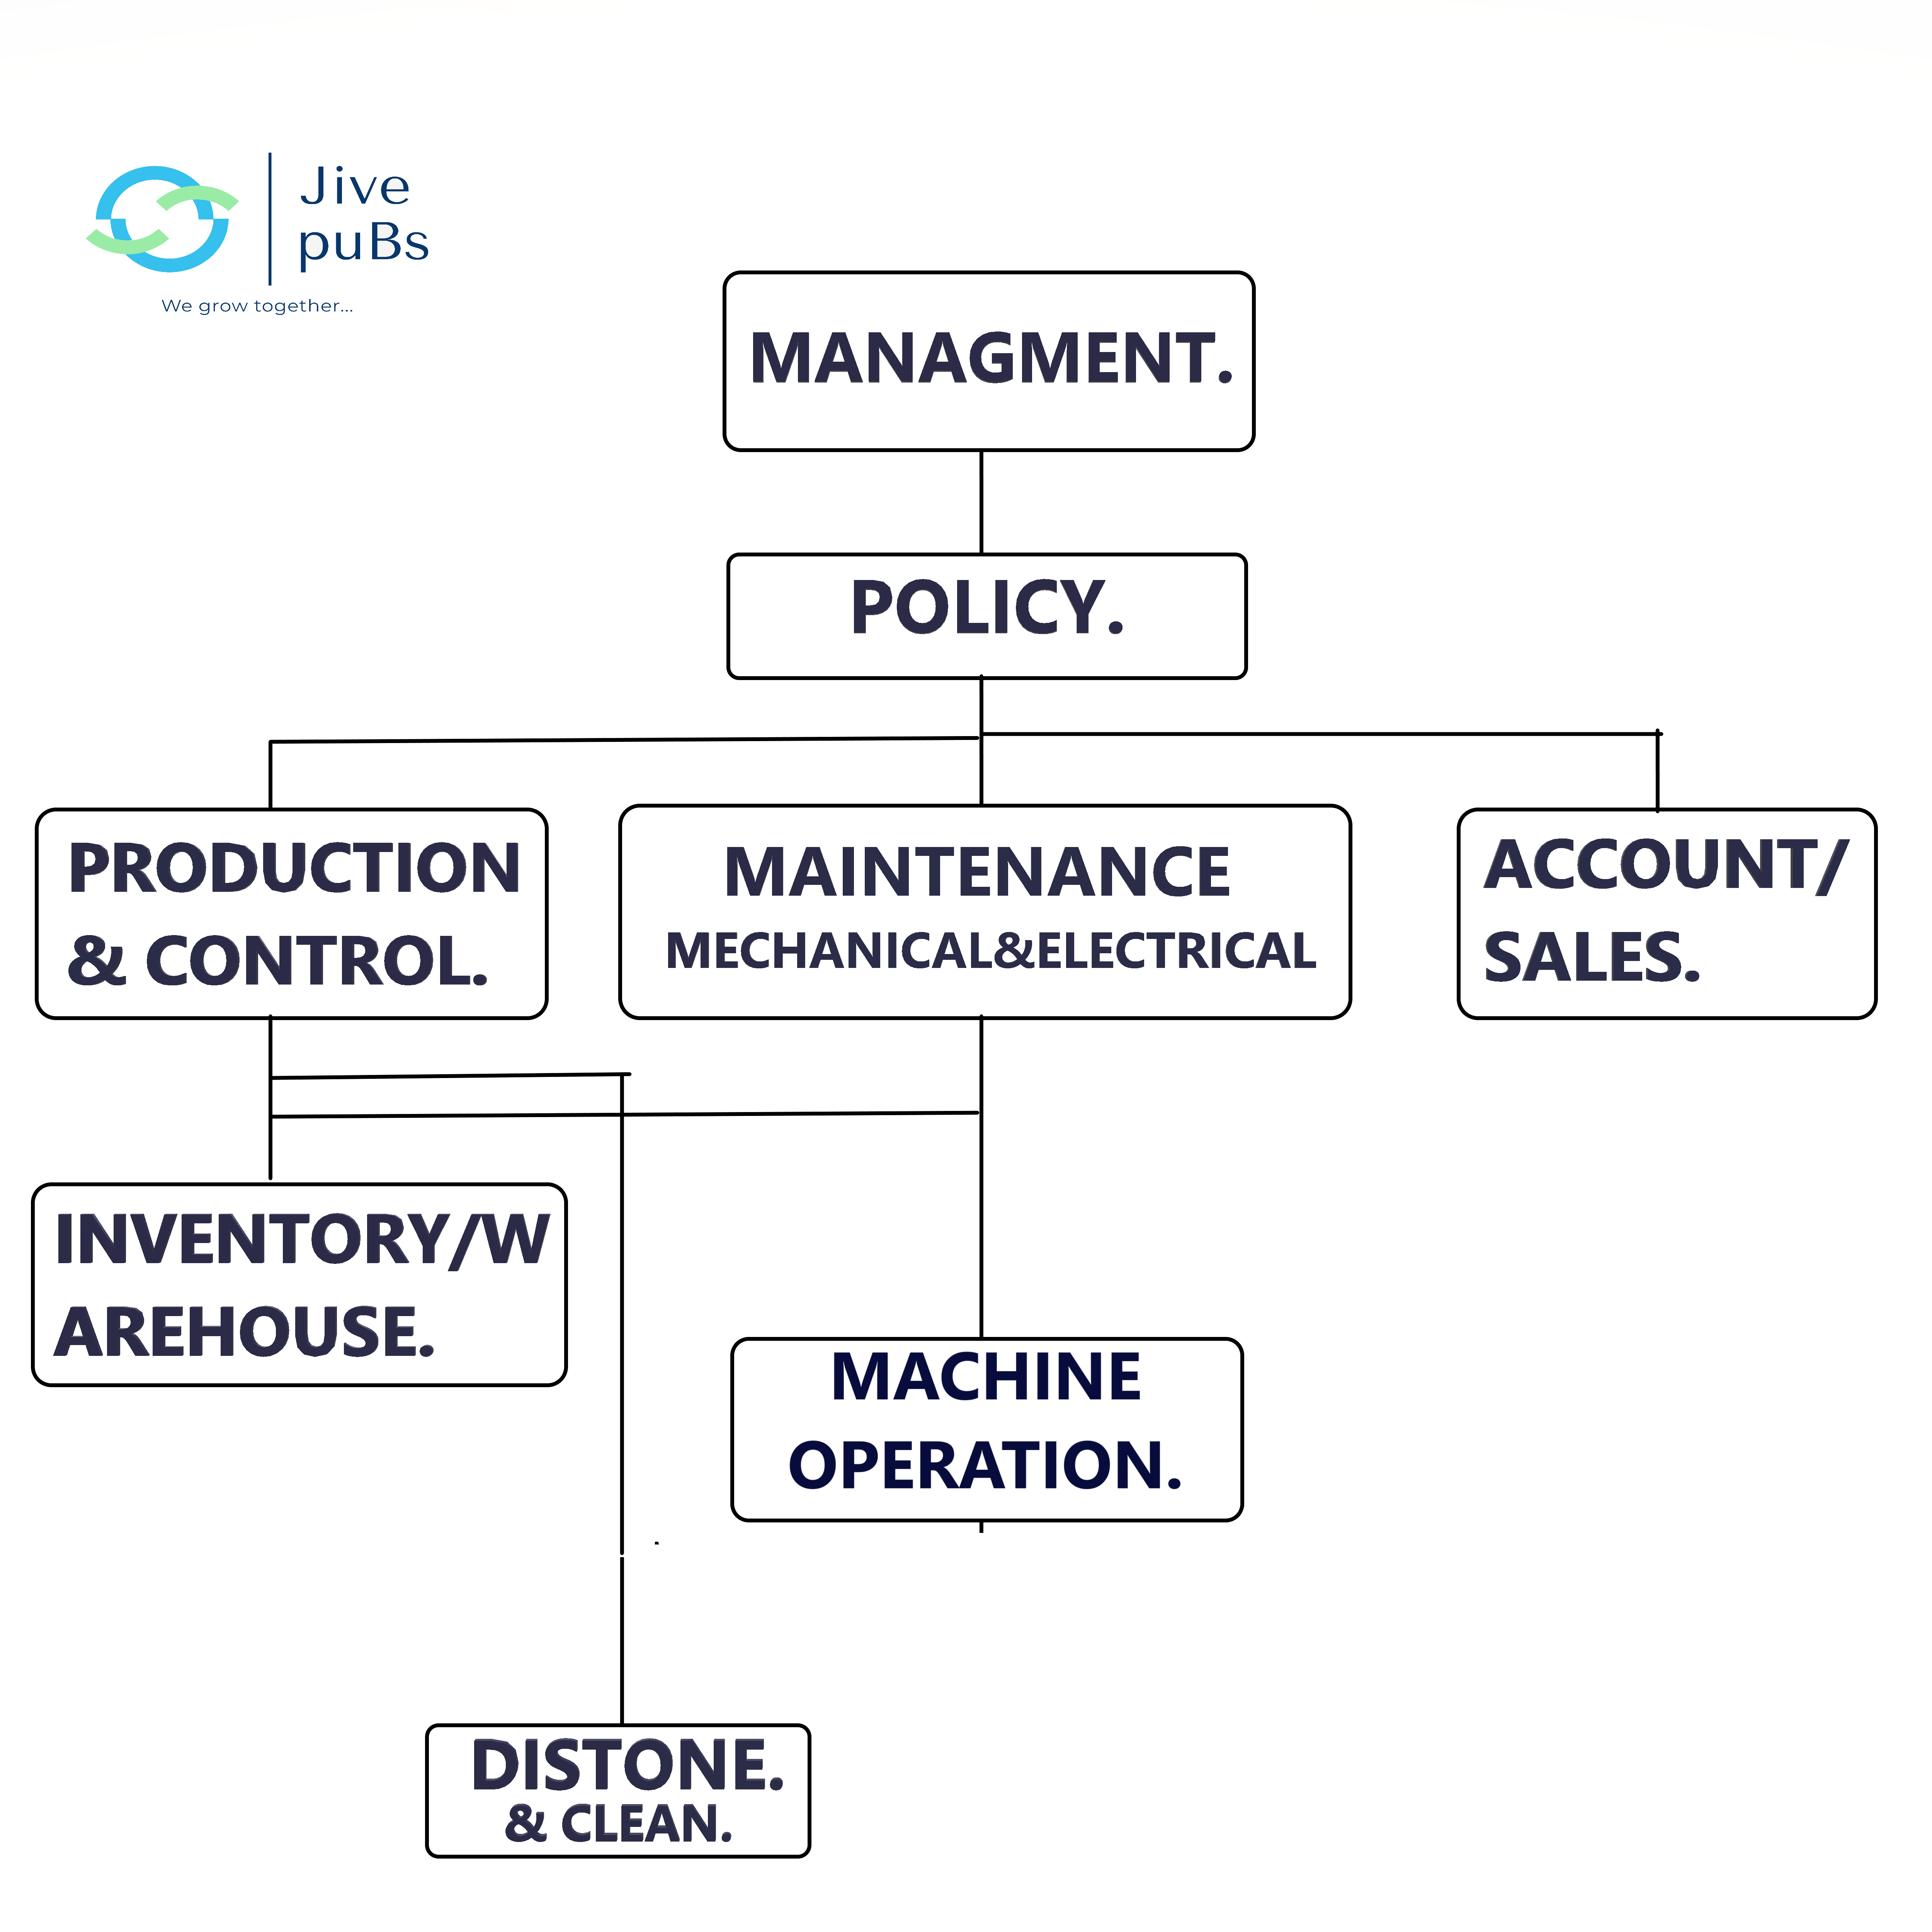 Jive
puBs
We grow together...
MANAGMENT.
POLICY.
PRODUCTION
& CONTROL.
MAINTENANCE
MECHANICAL&ELECTRICAL
ACCOUNT/
SALES.
INVENTORY/W
AREHOUSE.
MACHINE
OPERATION.
DISTONE.
& CLEAN.